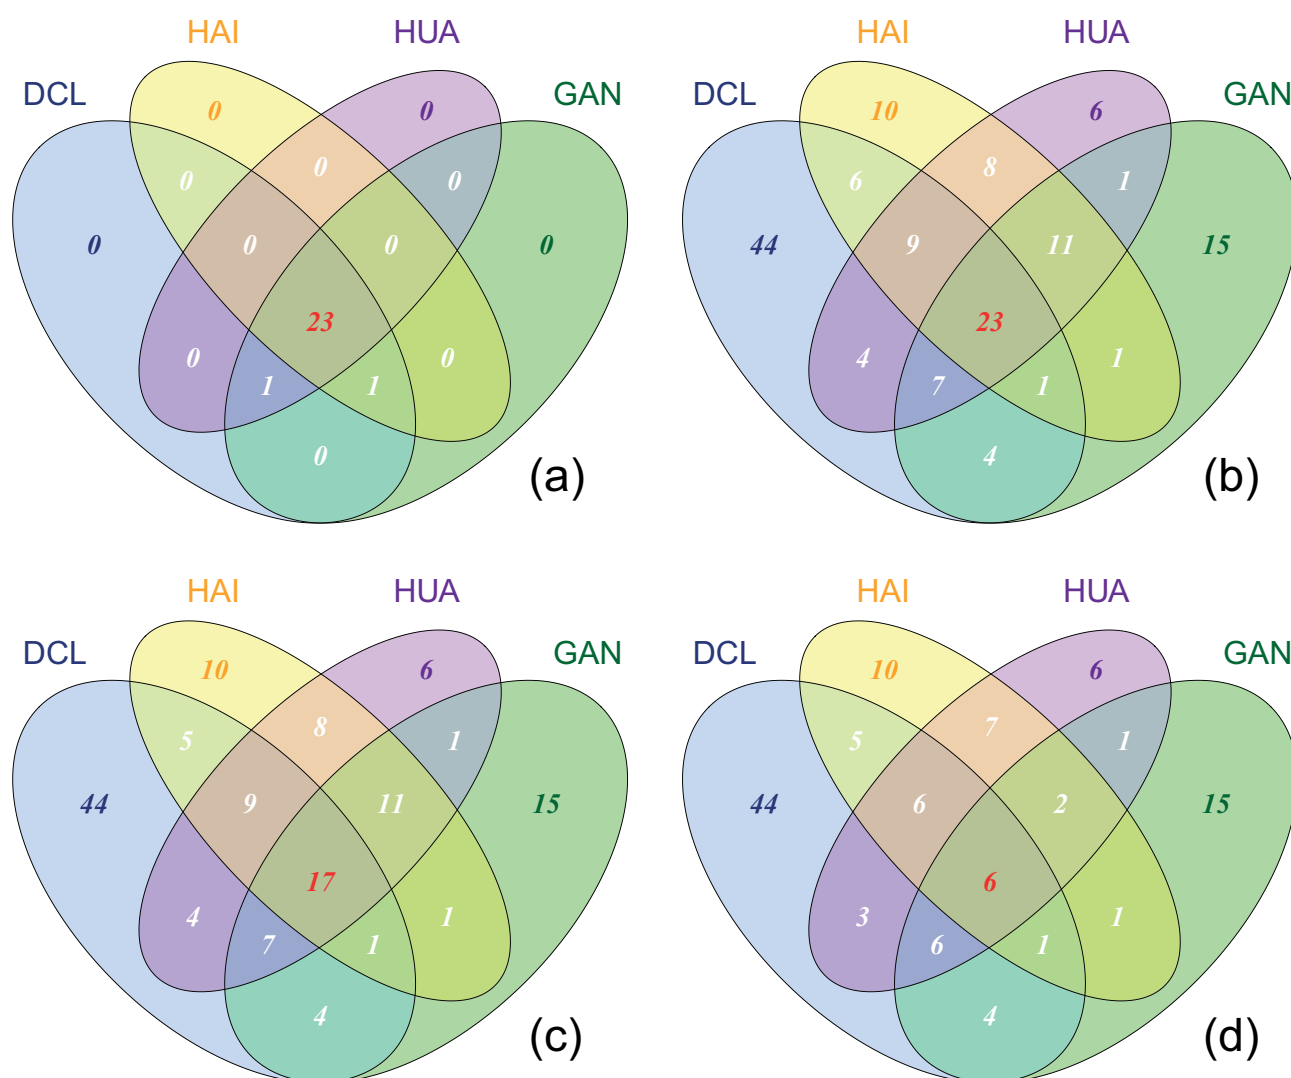 HAI HUA
DCL GAN
0 0
0 0 0
0 0 0 0
23
0 0
1 1
0
(a)
HAI HUA
DCL GAN
10 6
6 8 1
44 9 11 15
23
4 1
7 1
4
(b)
HAI HUA
DCL GAN
10 6
5 8 1
44 9 11 15
17
4 1
7 1
4
(c)
HAI HUA
DCL GAN
10 6
5 7 1
44 6 2 15
6
3 1
6 1
4
(d)